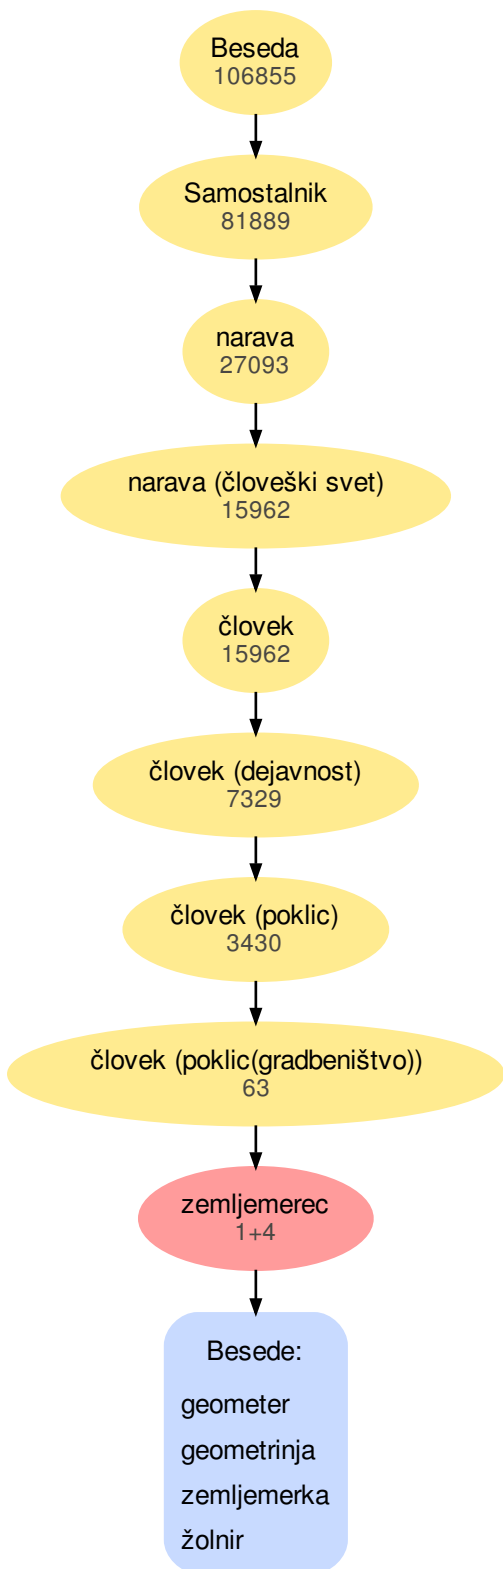 Beseda
106855
Samostalnik
81889
narava
27093
narava (človeški svet)
15962
človek
15962
človek (dejavnost)
7329
človek (poklic)
3430
človek (poklic(gradbeništvo))
63
zemljemerec
1+4
Besede:
geometer
geometrinja
zemljemerka
žolnir